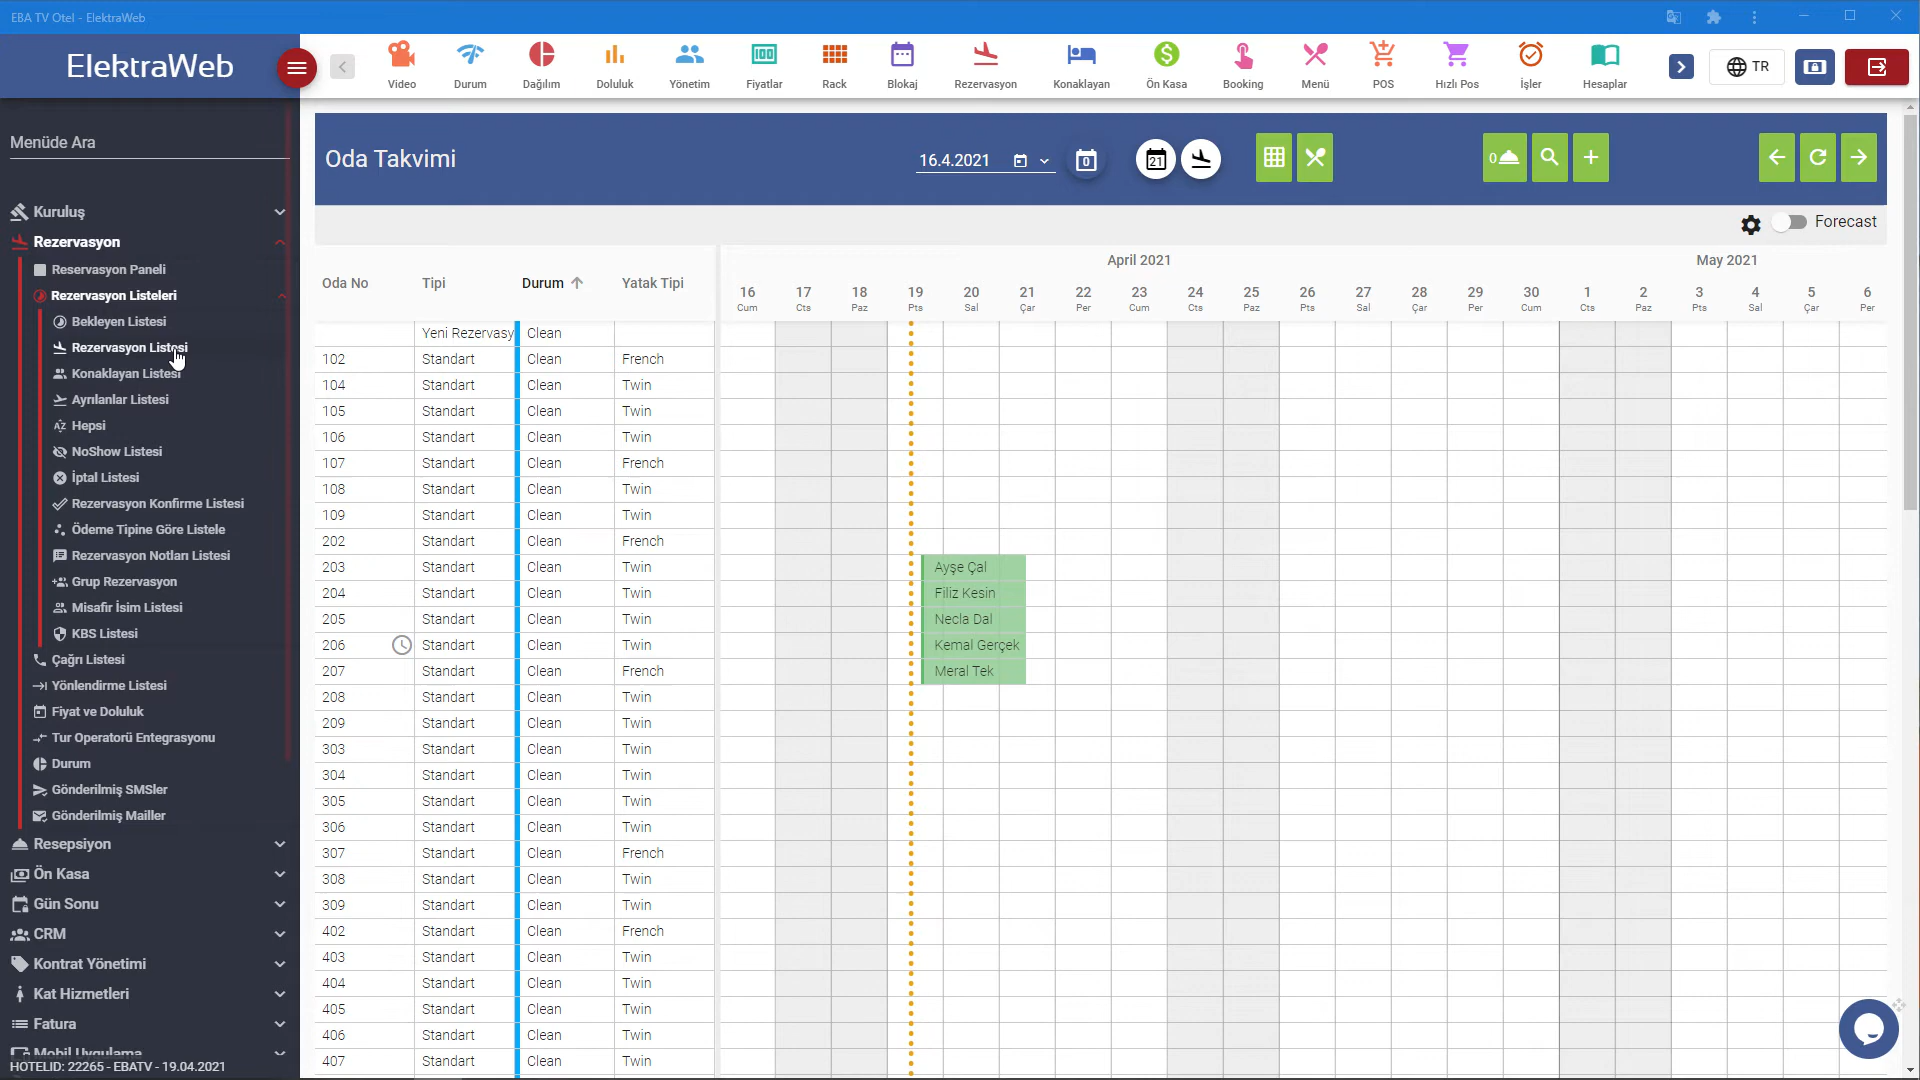 EBA TV Otel - ElektraWeb
ElektraWeb
Video Durum Dağılım Doluluk Yönetim Fiyatlar Rack Blokaj Rezervasyon Konaklayan Ön Kasa Booking Menü POS Hızlı Pos İşler Hesaplar
TR
Menüde Ara
Kuruluş
Rezervasyon
Reservasyon Paneli
Rezervasyon Listeleri
Bekleyen Listesi
Rezervasyon Listesi
Konaklayan Listesi
Ayrılanlar Listesi
Hepsi
NoShow Listesi
İptal Listesi
Rezervasyon Konfirme Listesi
Ödeme Tipine Göre Listele
Rezervasyon Notları Listesi
Grup Rezervasyon
Misafir İsim Listesi
KBS Listesi
Çağrı Listesi
Yönlendirme Listesi
Fiyat ve Doluluk
Tur Operatorü Entegrasyonu
Durum
Gönderilmiş SMSler
Gönderilmiş Mailler
Resepsiyon
Ön Kasa
Gün Sonu
CRM
Kontrat Yönetimi
Kat Hizmetleri
Fatura
Mobil Uygulama
HOTELID: 22265 - EBATV - 19.04.2021
Oda Takvimi
16.4.2021
0
21
0
Forecast
April 2021 May 2021
Oda No Tipi Durum Yatak Tipi
16 17 18 19 20 21 22 23 24 25 26 27 28 29 30 1 2 3 4 5 6
Cum Cts Paz Pts Sal Çar Per Cum Cts Paz Pts Sal Çar Per Cum Cts Paz Pts Sal Çar Per
Yeni Rezervasy Clean
102 Standart Clean French
104 Standart Clean Twin
105 Standart Clean Twin
106 Standart Clean Twin
107 Standart Clean French
108 Standart Clean Twin
109 Standart Clean Twin
202 Standart Clean French
203 Standart Clean Twin Ayşe Çal
204 Standart Clean Twin Filiz Kesin
205 Standart Clean Twin Necla Dal
206 Standart Clean Twin Kemal Gerçek
207 Standart Clean French Meral Tek
208 Standart Clean Twin
209 Standart Clean Twin
303 Standart Clean Twin
304 Standart Clean Twin
305 Standart Clean Twin
306 Standart Clean Twin
307 Standart Clean French
308 Standart Clean Twin
309 Standart Clean Twin
402 Standart Clean French
403 Standart Clean Twin
404 Standart Clean Twin
405 Standart Clean Twin
406 Standart Clean Twin
407 Standart Clean Twin